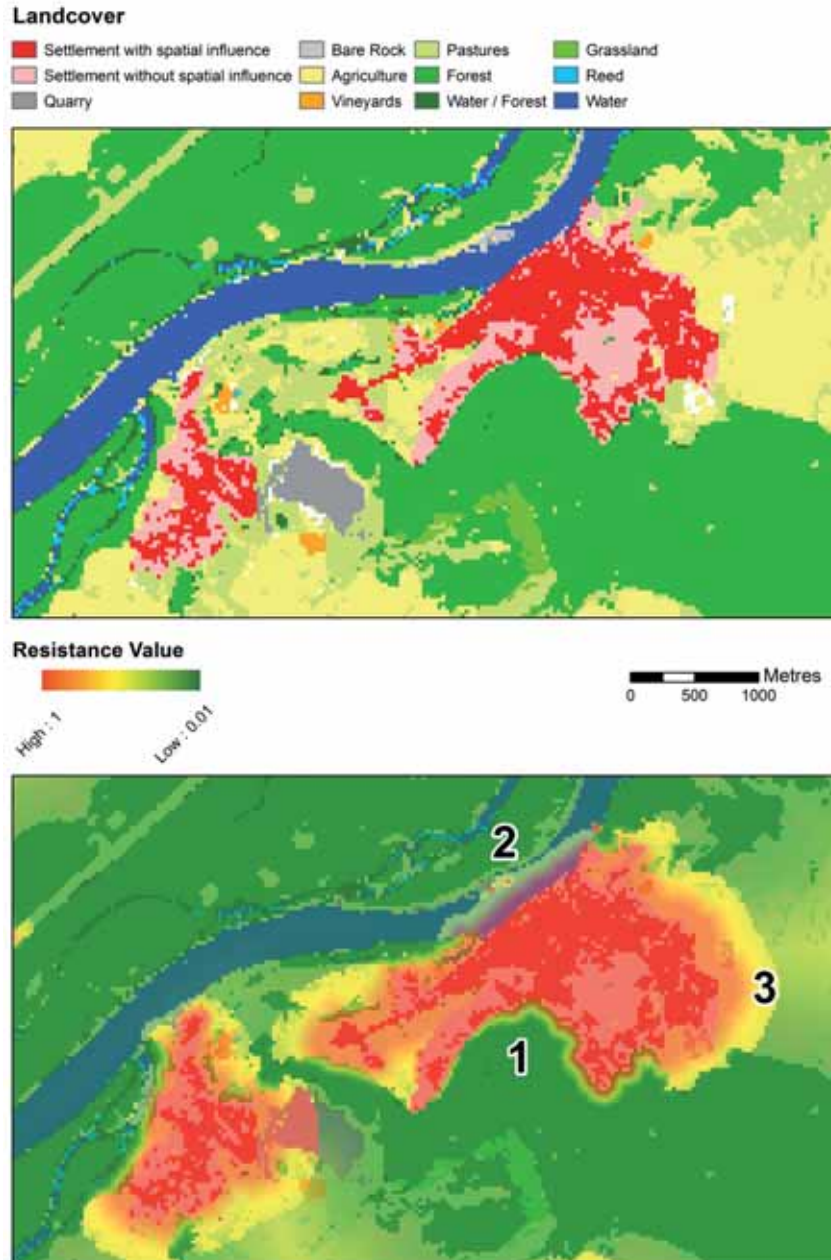 Landcover
Settlement with spatial influence Bare Rock Pastures Grassland
Settlement without spatial influence Agriculture Forest Reed
Quarry Vineyards Water / Forest Water
Resistance Value
High : 1
Low : 0.01
Metres
0 500 1000
2
3
1